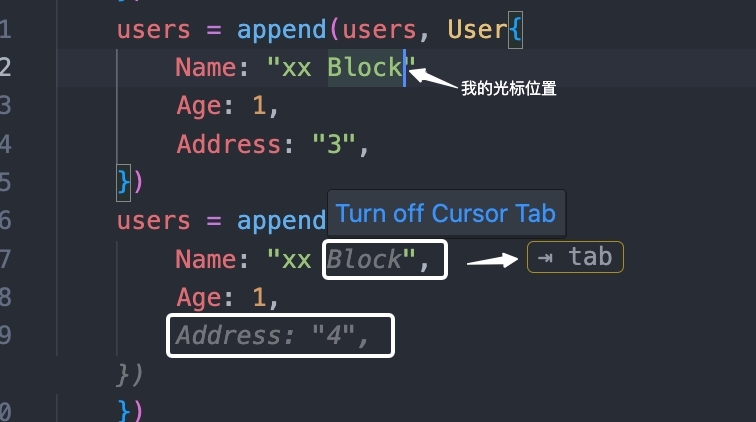 })
1 users = append(users, User{
2 Name: "xx Block" 我的光标位置
3 Age: 1,
4 Address: "3",
5 })
6 users = append Turn off Cursor Tab
7 Name: "xx Block", ⇥ tab
8 Age: 1,
9 Address: "4",
})
0 })